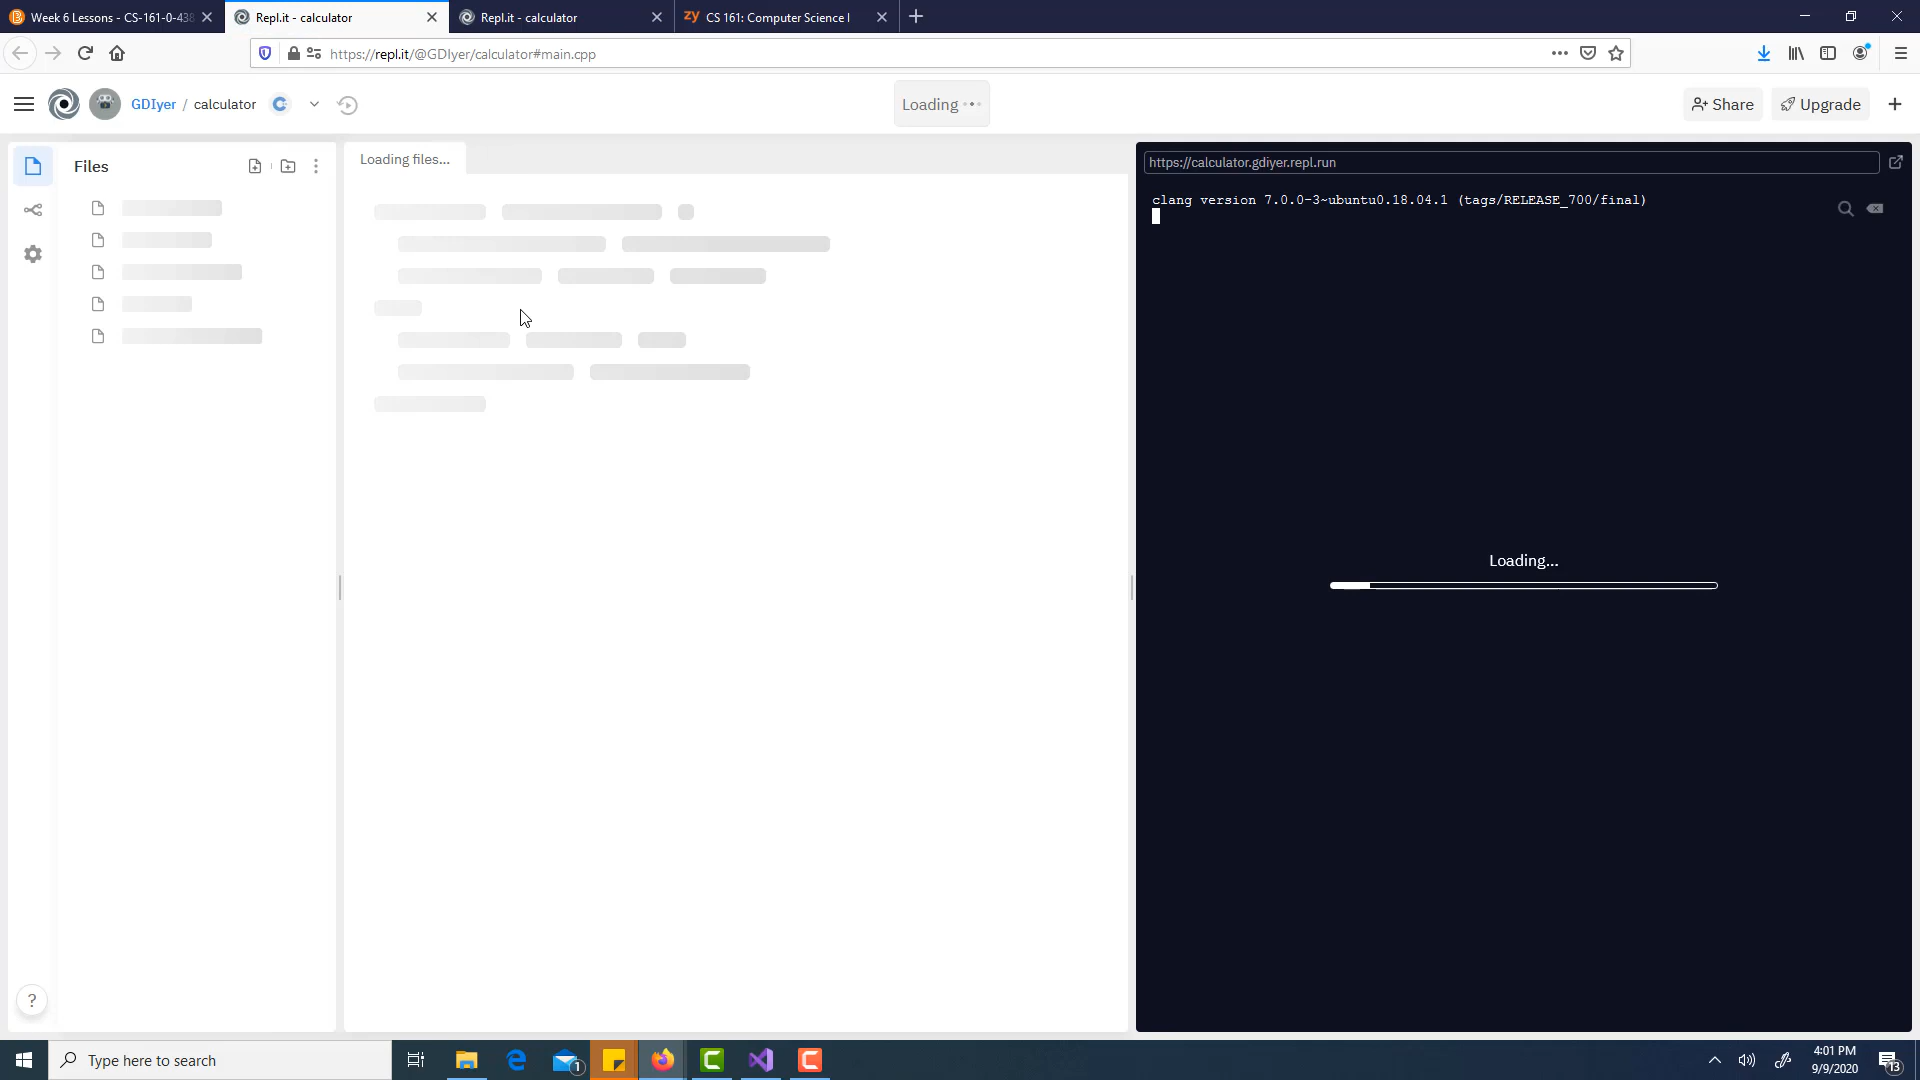 Week 6 Lessons - CS-161-0-438
Repl.it - calculator
Repl.it - calculator
zy CS 161: Computer Science I
https://repl.it/@GDIyer/calculator#main.cpp
GDIyer / calculator
Loading
Share
Upgrade
Files
Loading files...
https://calculator.gdiyer.repl.run
clang version 7.0.0-3~ubuntu0.18.04.1 (tags/RELEASE_700/final)
Loading...
?
Type here to search
1
4:01 PM
9/9/2020
13